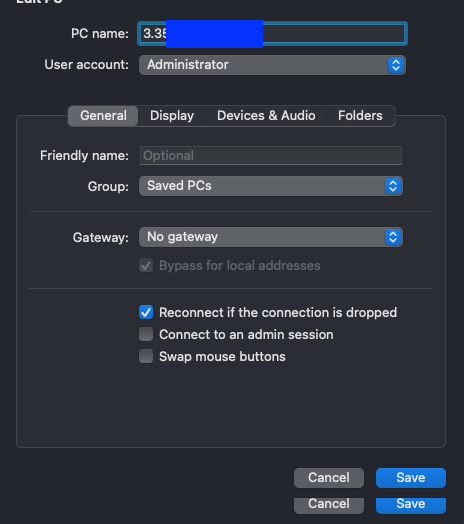 Edit PC
PC name: 3.35
User account: Administrator
General Display Devices & Audio Folders
Friendly name: Optional
Group: Saved PCs
Gateway: No gateway
Bypass for local addresses
Reconnect if the connection is dropped
Connect to an admin session
Swap mouse buttons
Cancel Save
Cancel Save